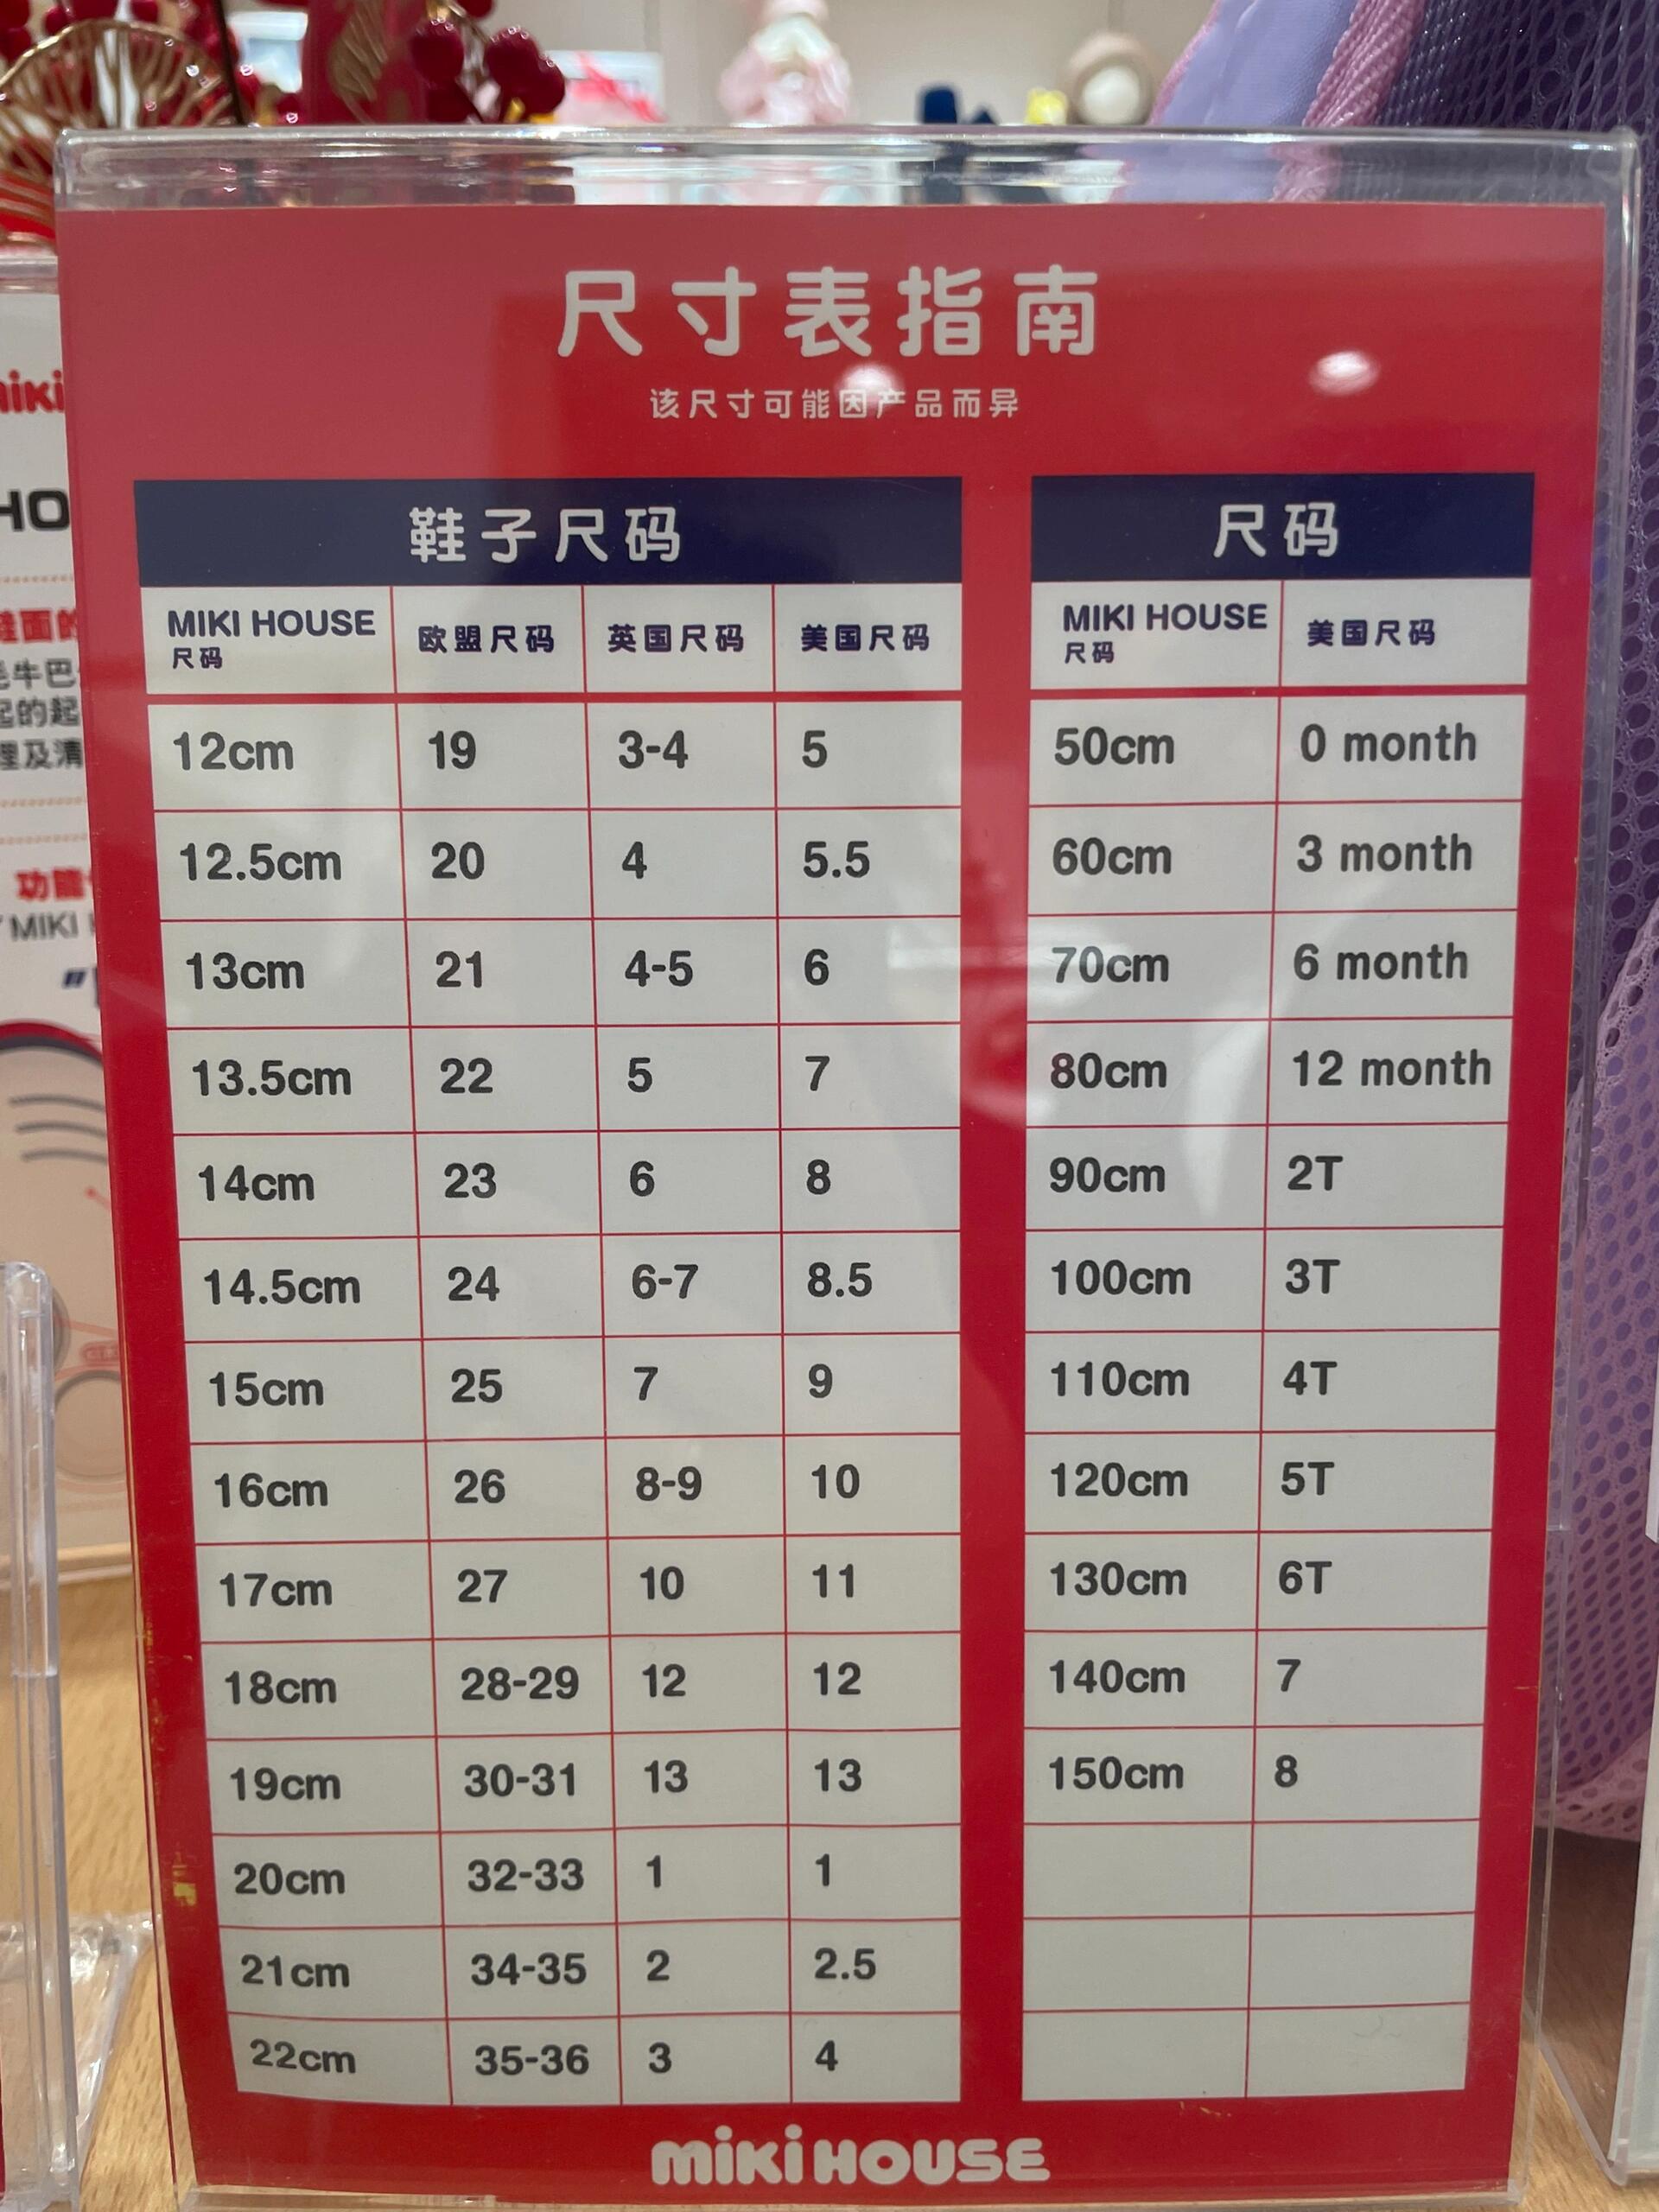 尺寸表指南
该尺寸可能因产品而异
鞋子尺码
MIKI HOUSE 尺码 欧盟尺码 英国尺码 美国尺码
12cm 19 3-4 5
12.5cm 20 4 5.5
13cm 21 4-5 6
13.5cm 22 5 7
14cm 23 6 8
14.5cm 24 6-7 8.5
15cm 25 7 9
16cm 26 8-9 10
17cm 27 10 11
18cm 28-29 12 12
19cm 30-31 13 13
20cm 32-33 1 1
21cm 34-35 2 2.5
22cm 35-36 3 4
尺码
MIKI HOUSE 尺码 美国尺码
50cm 0 month
60cm 3 month
70cm 6 month
80cm 12 month
90cm 2T
100cm 3T
110cm 4T
120cm 5T
130cm 6T
140cm 7
150cm 8
miki HOUSE
MIKI